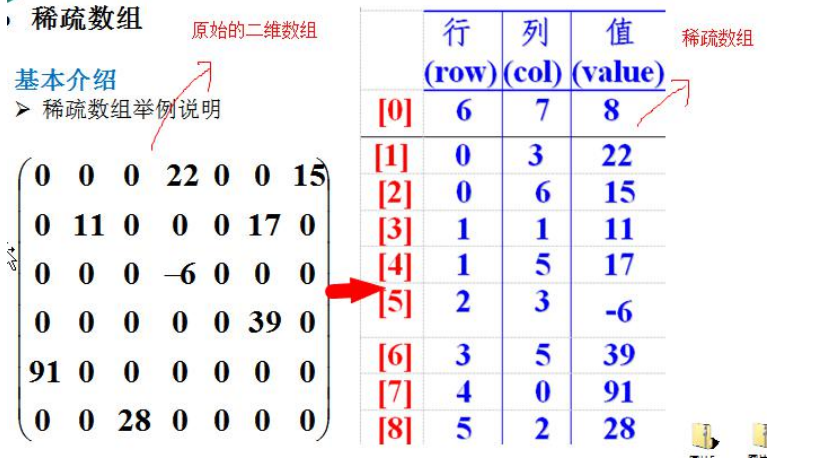 稀疏数组
原始的二维数组
基本介绍
➢ 稀疏数组举例说明
0 0 0 22 0 0 15
0 11 0 0 0 17 0
0 0 0 –6 0 0 0
0 0 0 0 0 39 0
91 0 0 0 0 0 0
0 0 28 0 0 0 0
行 列 值
(row) (col) (value)
稀疏数组
[0] 6 7 8
[1] 0 3 22
[2] 0 6 15
[3] 1 1 11
[4] 1 5 17
[5] 2 3 -6
[6] 3 5 39
[7] 4 0 91
[8] 5 2 28